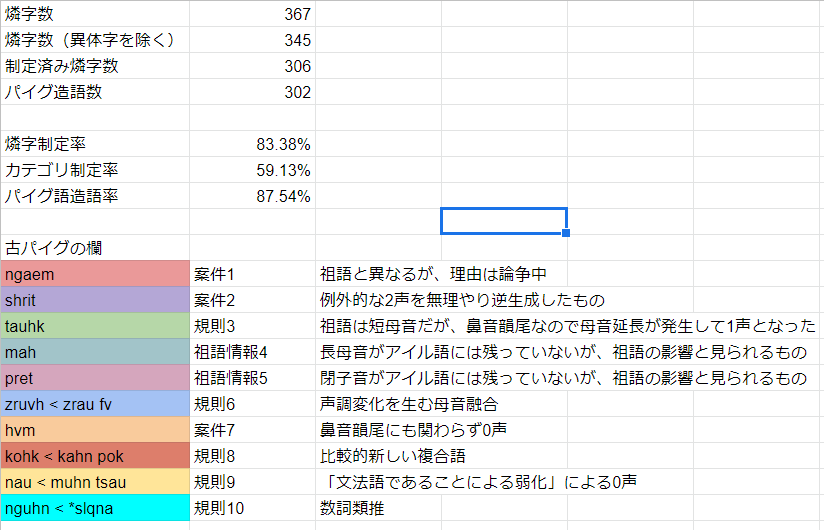 燐字数 367
燐字数（異体字を除く） 345
制定済み燐字数 306
パイグ造語数 302
燐字制定率 83.38%
カテゴリ制定率 59.13%
パイグ語造語率 87.54%
古パイグの欄
ngaem 案件1 祖語と異なるが、理由は論争中
shrit 案件2 例外的な2声を無理やり逆生成したもの
tauhk 規則3 祖語は短母音だが、鼻音韻尾なので母音延長が発生して1声となった
mah 祖語情報4 長母音がアイル語には残っていないが、祖語の影響と見られるもの
pret 祖語情報5 閉子音がアイル語には残っていないが、祖語の影響と見られるもの
zruvh < zrau fv 規則6 声調変化を生む母音融合
hvm 案件7 鼻音韻尾にも関わらず0声
kohk < kahn pok 規則8 比較的新しい複合語
nau < muhn tsau 規則9 「文法語であることによる弱化」による0声
nguhn < *slqna 規則10 数詞類推